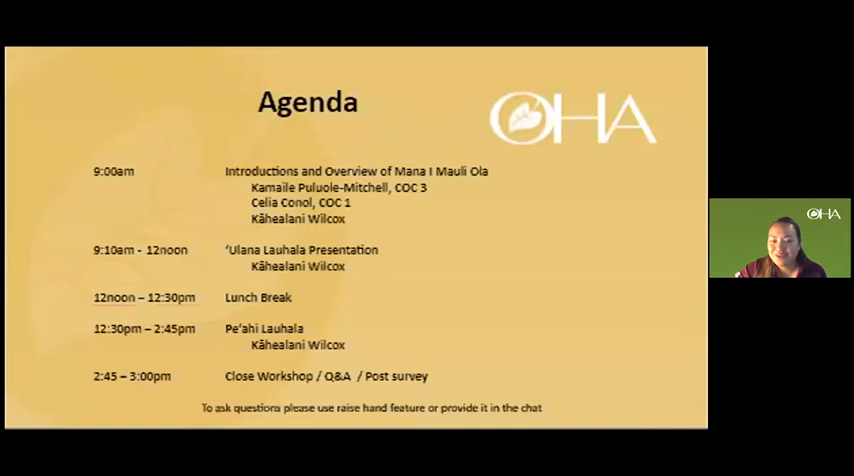 Agenda
OHA
9:00am Introductions and Overview of Mana I Mauli Ola
Kamaile Puluole-Mitchell, COC 3
Celia Conol, COC 1
Kāhealani Wilcox
9:10am - 12noon ʻUlana Lauhala Presentation
Kāhealani Wilcox
12noon – 12:30pm Lunch Break
12:30pm – 2:45pm Peʻahi Lauhala
Kāhealani Wilcox
2:45 – 3:00pm Close Workshop / Q&A / Post survey
To ask questions please use raise hand feature or provide it in the chat
OHA